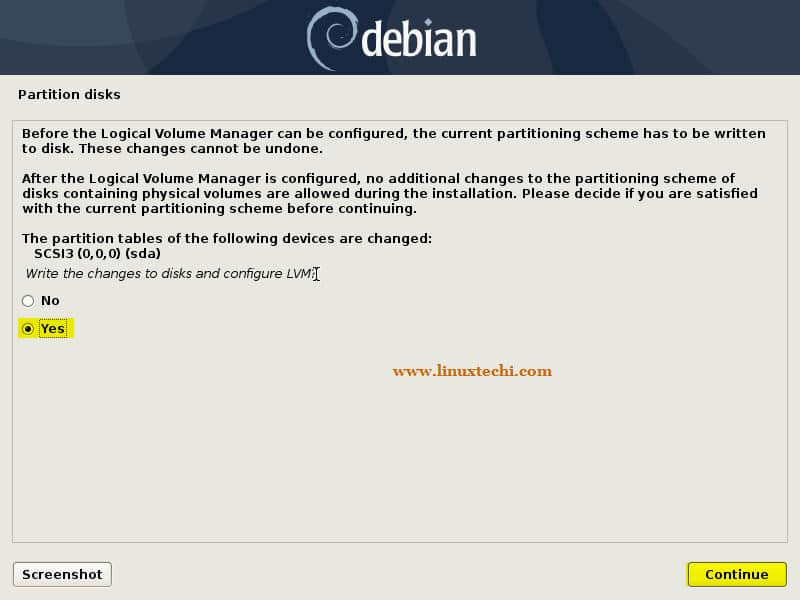 debian
Partition disks
Before the Logical Volume Manager can be configured, the current partitioning scheme has to be written
to disk. These changes cannot be undone.
After the Logical Volume Manager is configured, no additional changes to the partitioning scheme of
disks containing physical volumes are allowed during the installation. Please decide if you are satisfied
with the current partitioning scheme before continuing.
The partition tables of the following devices are changed:
SCSI3 (0,0,0) (sda)
Write the changes to disks and configure LVM?
No
Yes
www.linuxtechi.com
Screenshot
Continue